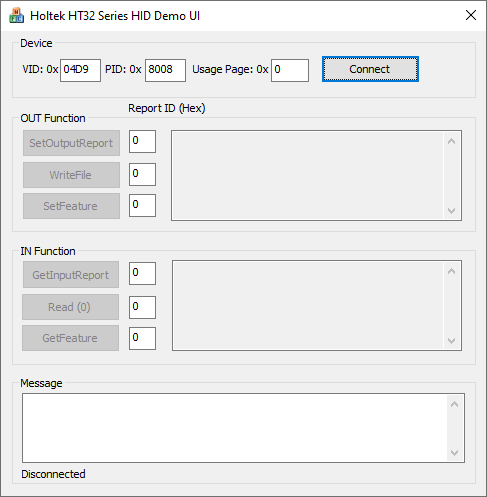 Holtek HT32 Series HID Demo UI
Device
VID: 0x 04D9 PID: 0x 8008 Usage Page: 0x 0 Connect
Report ID (Hex)
OUT Function
SetOutputReport 0
WriteFile 0
SetFeature 0
IN Function
GetInputReport 0
Read (0) 0
GetFeature 0
Message
Disconnected